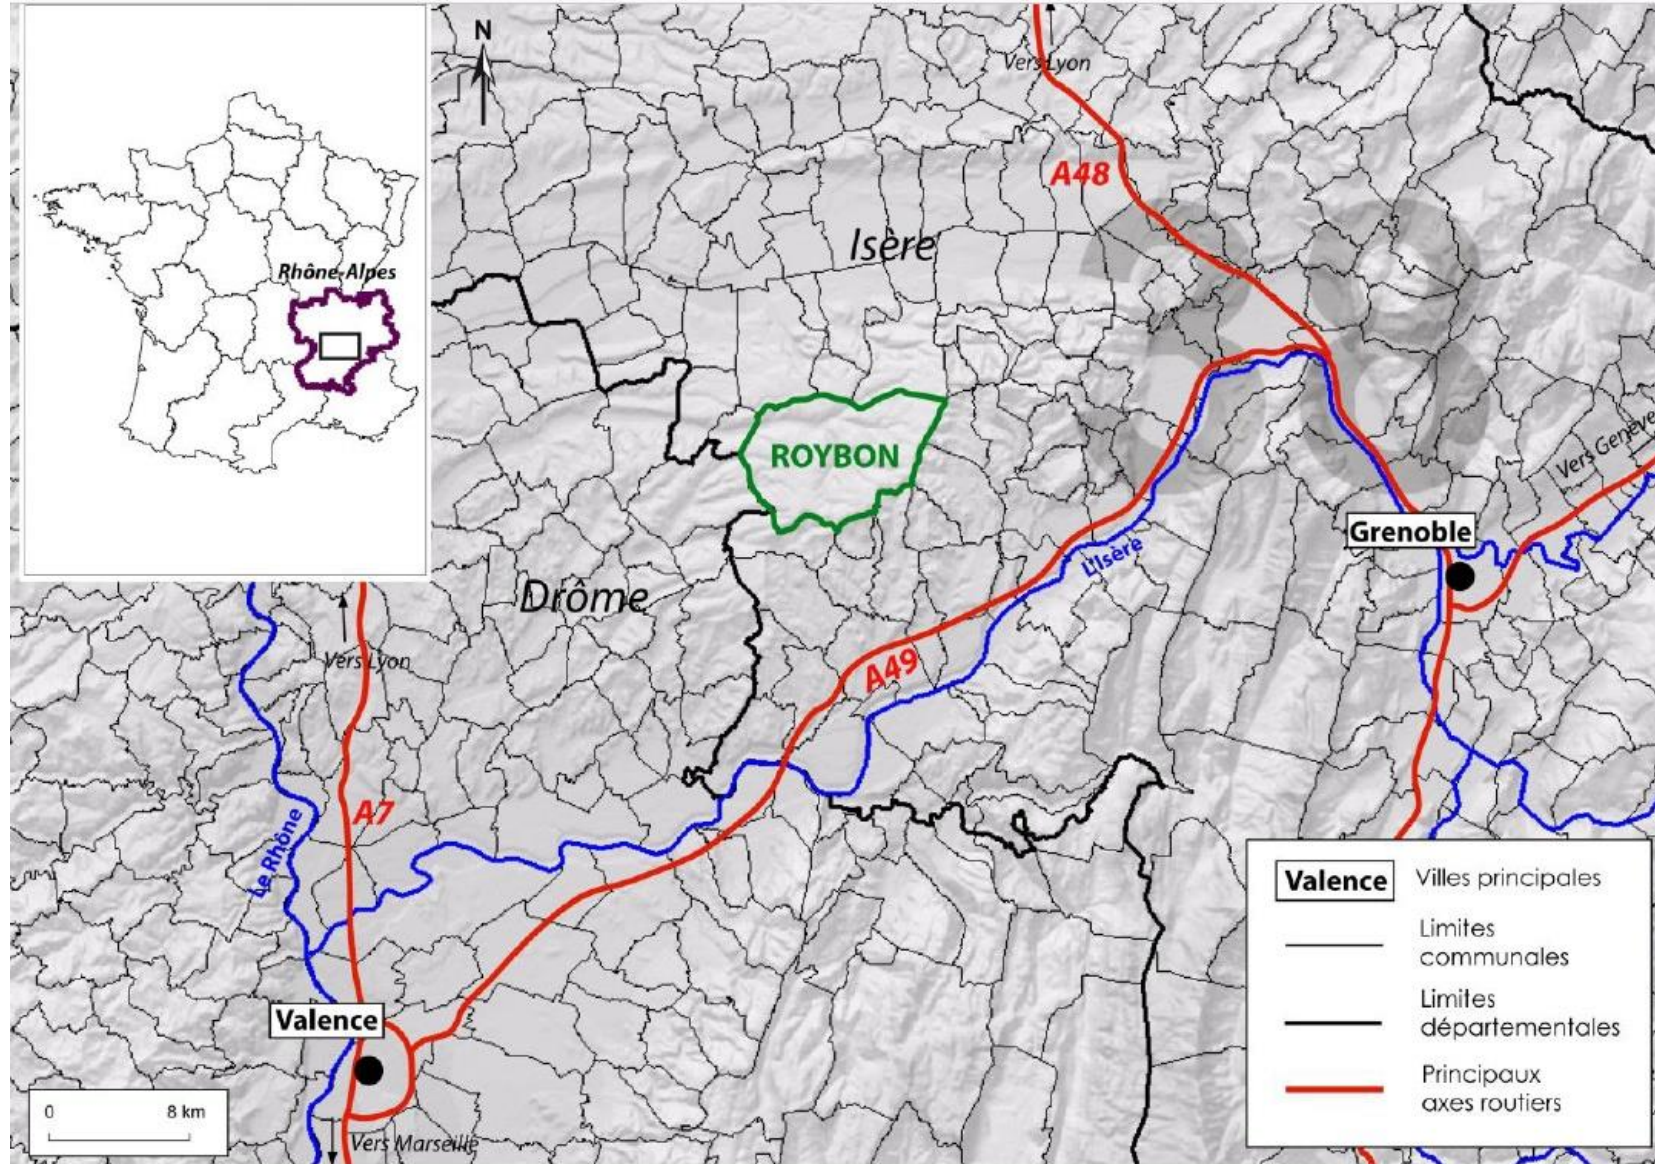 N
Vers Lyon
A48
Isère
Rhône-Alpes
ROYBON
Vers Genève
Grenoble
L'Isère
Drôme
Vers Lyon
A49
A7
Le Rhône
Valence
Vers Marseille
0 8 km
Valence Villes principales
Limites
communales
Limites
départementales
Principaux
axes routiers